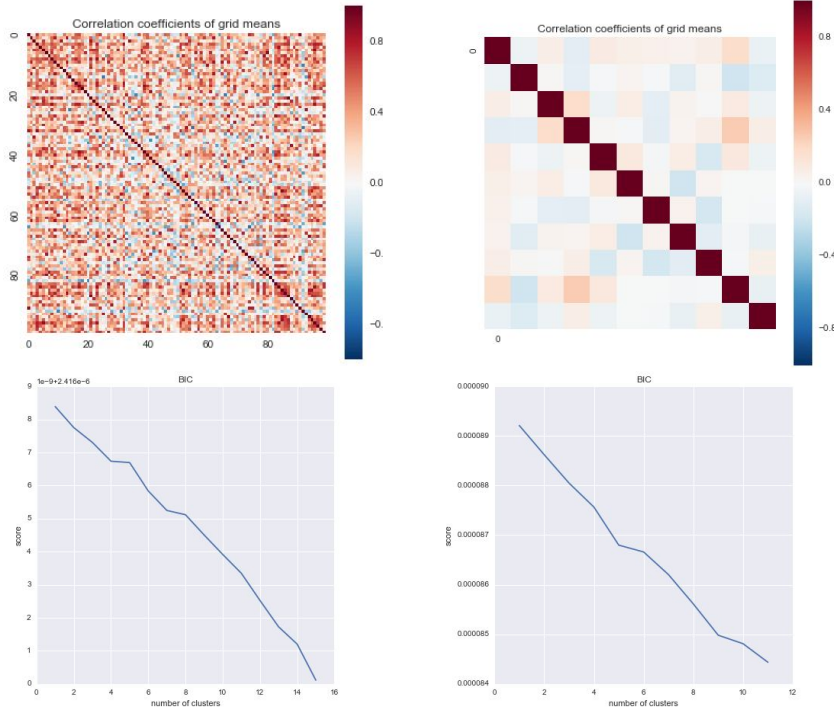 Correlation coefficients of grid means
0
20
40
60
80
0 20 40 60 80
0.8
0.4
0.0
−0.
−0.
Correlation coefficients of grid means
0
0
0.8
0.4
0.0
−0.4
−0.8
BIC
1e−9+2.416e−6
9
8
7
6
5
4
3
2
1
0
score
0 2 4 6 8 10 12 14 16
number of clusters
BIC
0.000090
0.000089
0.000088
0.000087
0.000086
0.000085
0.000084
score
0 2 4 6 8 10 12
number of clusters